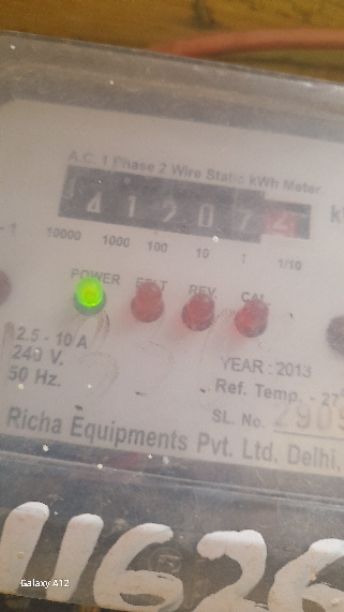 A.C. 1 Phase 2 Wire Static kWh Meter
4 1 2 0 7
10000 1000 100 10 1 1/10
POWER REV. CAL
2.5 - 10 A
240 V.
50 Hz.
YEAR : 2013
Ref. Temp. - 27°
SL. No. 2909
Richa Equipments Pvt. Ltd. Delhi,
11626
Galaxy A12